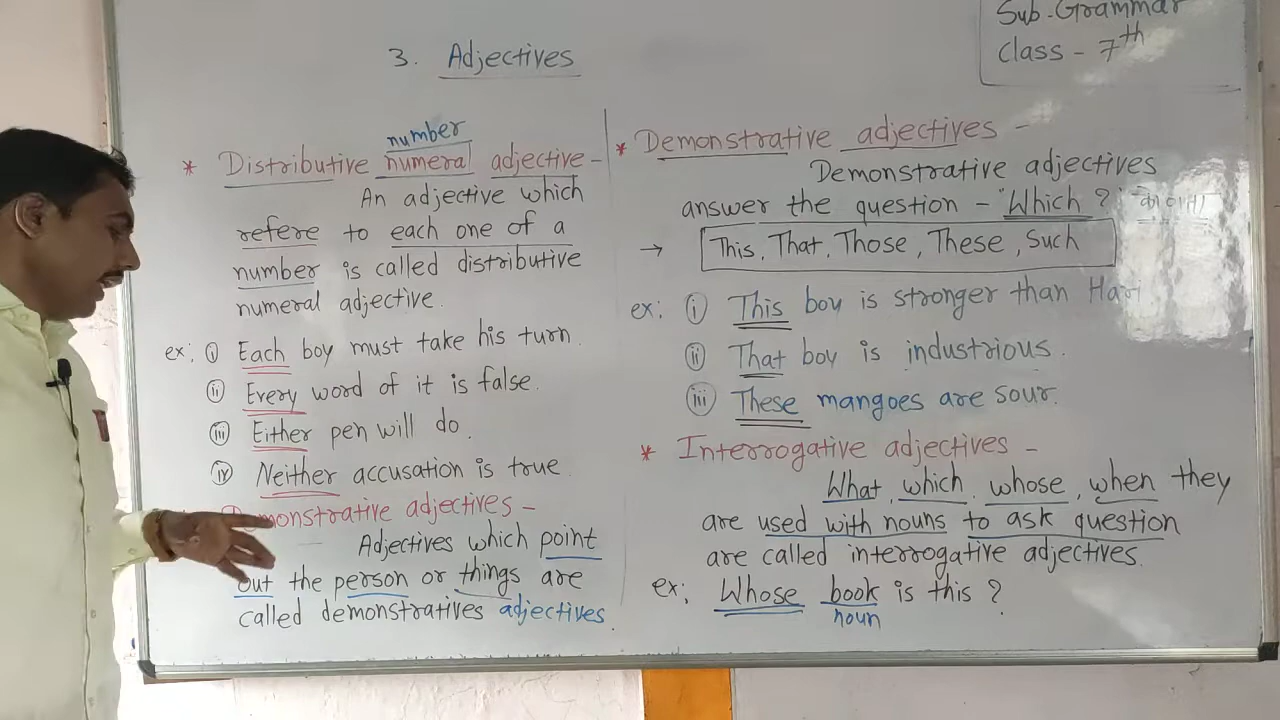 Sub-Grammar
Class - 7th
3. Adjectives
number
* Distributive numeral adjective -
An adjective which
refere to each one of a
number is called distributive
numeral adjective.
ex; (i) Each boy must take his turn.
(ii) Every word of it is false.
(iii) Either pen will do.
(iv) Neither accusation is true.
Demonstrative adjectives -
Adjectives which point
out the person or things are
called demonstratives adjectives.
* Demonstrative adjectives -
Demonstrative adjectives
answer the question - "Which?"
→ This, That, Those, These, Such
ex: (i) This boy is stronger than Hari
(ii) That boy is industrious.
(iii) These mangoes are sour.
* Interrogative adjectives -
What, which, whose, when they
are used with nouns to ask question
are called interrogative adjectives.
ex; Whose book is this?
noun